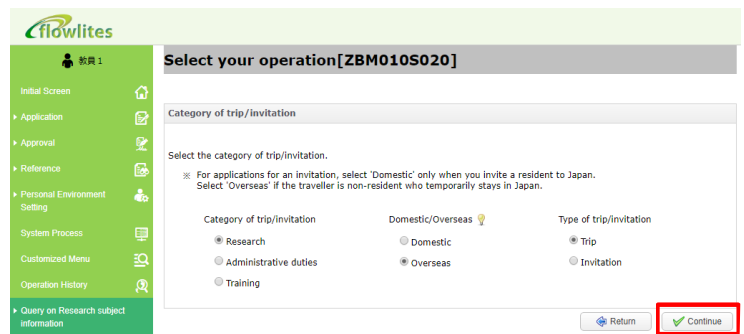 flowlites
教員1
Select your operation[ZBM010S020]
Initial Screen
Application
Approval
Reference
Personal Environment
Setting
System Process
Customized Menu
Operation History
Query on Research subject
information
Category of trip/invitation
Select the category of trip/invitation.
※ For applications for an invitation, select 'Domestic' only when you invite a resident to Japan.
Select 'Overseas' if the traveller is non-resident who temporarily stays in Japan.
Category of trip/invitation Domestic/Overseas Type of trip/invitation
Research Domestic Trip
Administrative duties Overseas Invitation
Training
Return Continue